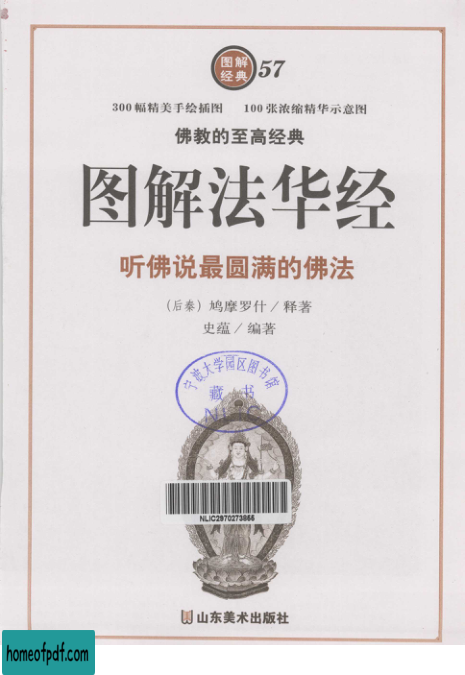 图解
经典
57
300幅精美手绘插图 100张浓缩精华示意图
佛教的至高经典
图解法华经
听佛说最圆满的佛法
(后秦) 鸠摩罗什/释著
史蕴/编著
宁波大学园区图书馆
藏书
NLIC
NLIC2970273855
山东美术出版社
homeofpdf.com